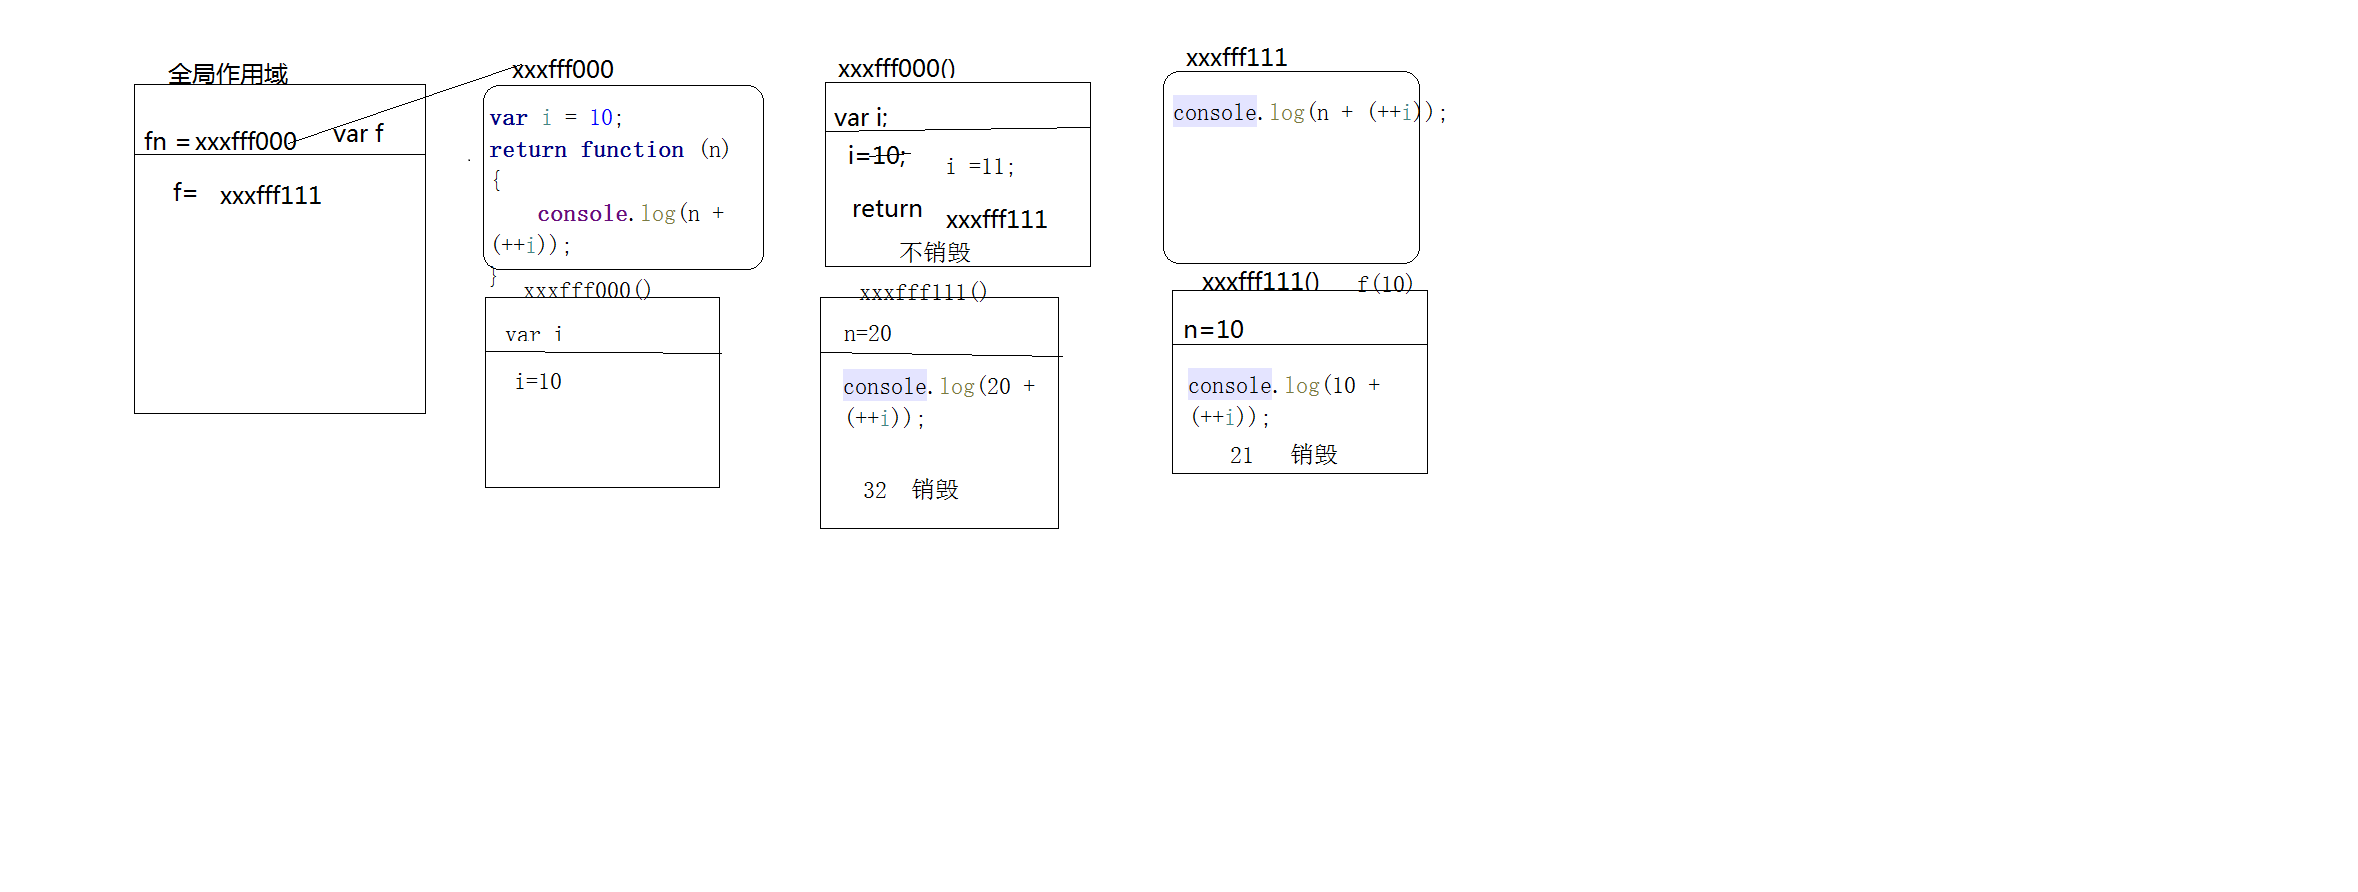 全局作用域
fn = xxxfff000 var f
f= xxxfff111
xxxfff000
var i = 10;
return function (n)
{
console.log(n +
(++i));
}
xxxfff000()
var i;
i=10; i =11;
return xxxfff111
不销毁
xxxfff111
console.log(n + (++i));
xxxfff000()
var i
i=10
xxxfff111()
n=20
console.log(20 +
(++i));
32 销毁
xxxfff111() f(10)
n=10
console.log(10 +
(++i));
21 销毁